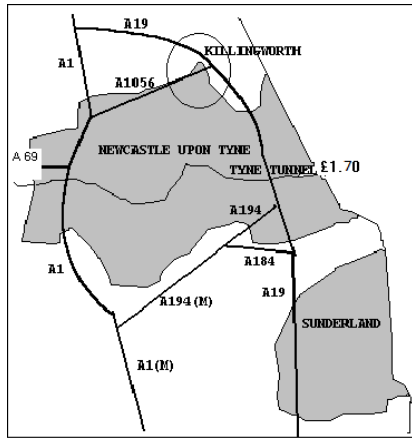 A19
KILLINGWORTH
A1
A1056
NEWCASTLE UPON TYNE
A 69
TYNE TUNNEL £1.70
A194
A1
A184
A194(M)
A19
SUNDERLAND
A1(M)